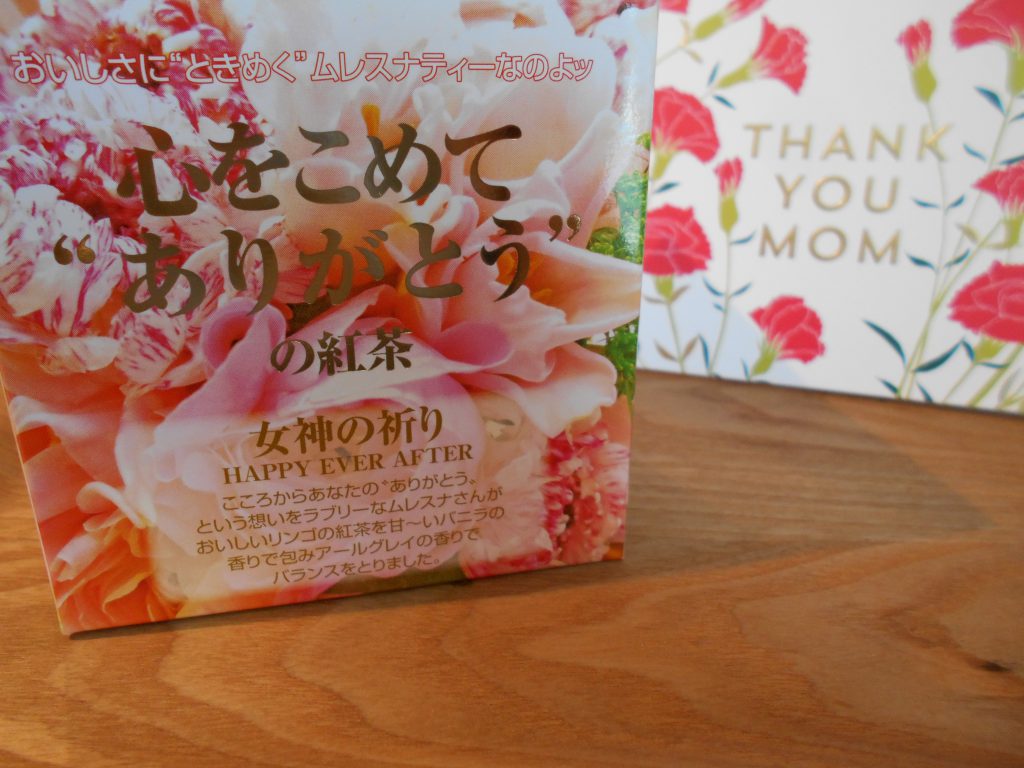 おいしさに"ときめく"ムレスナティーなのよッ
心をこめて
"ありがとう"
の紅茶
女神の祈り
HAPPY EVER AFTER
こころからあなたの〝ありがとう〟
という想いをラブリーなムレスナさんが
おいしいリンゴの紅茶を甘〜いバニラの
香りで包みアールグレイの香りで
バランスをとりました。
THANK
YOU
MOM